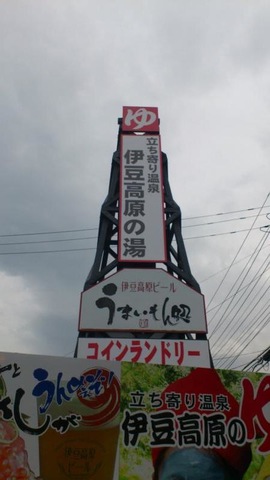 ゆ
立ち寄り温泉
伊豆高原の湯
伊豆高原ビール
うまいもん処
コインランドリー
立ち寄り温泉
伊豆高原のゆ